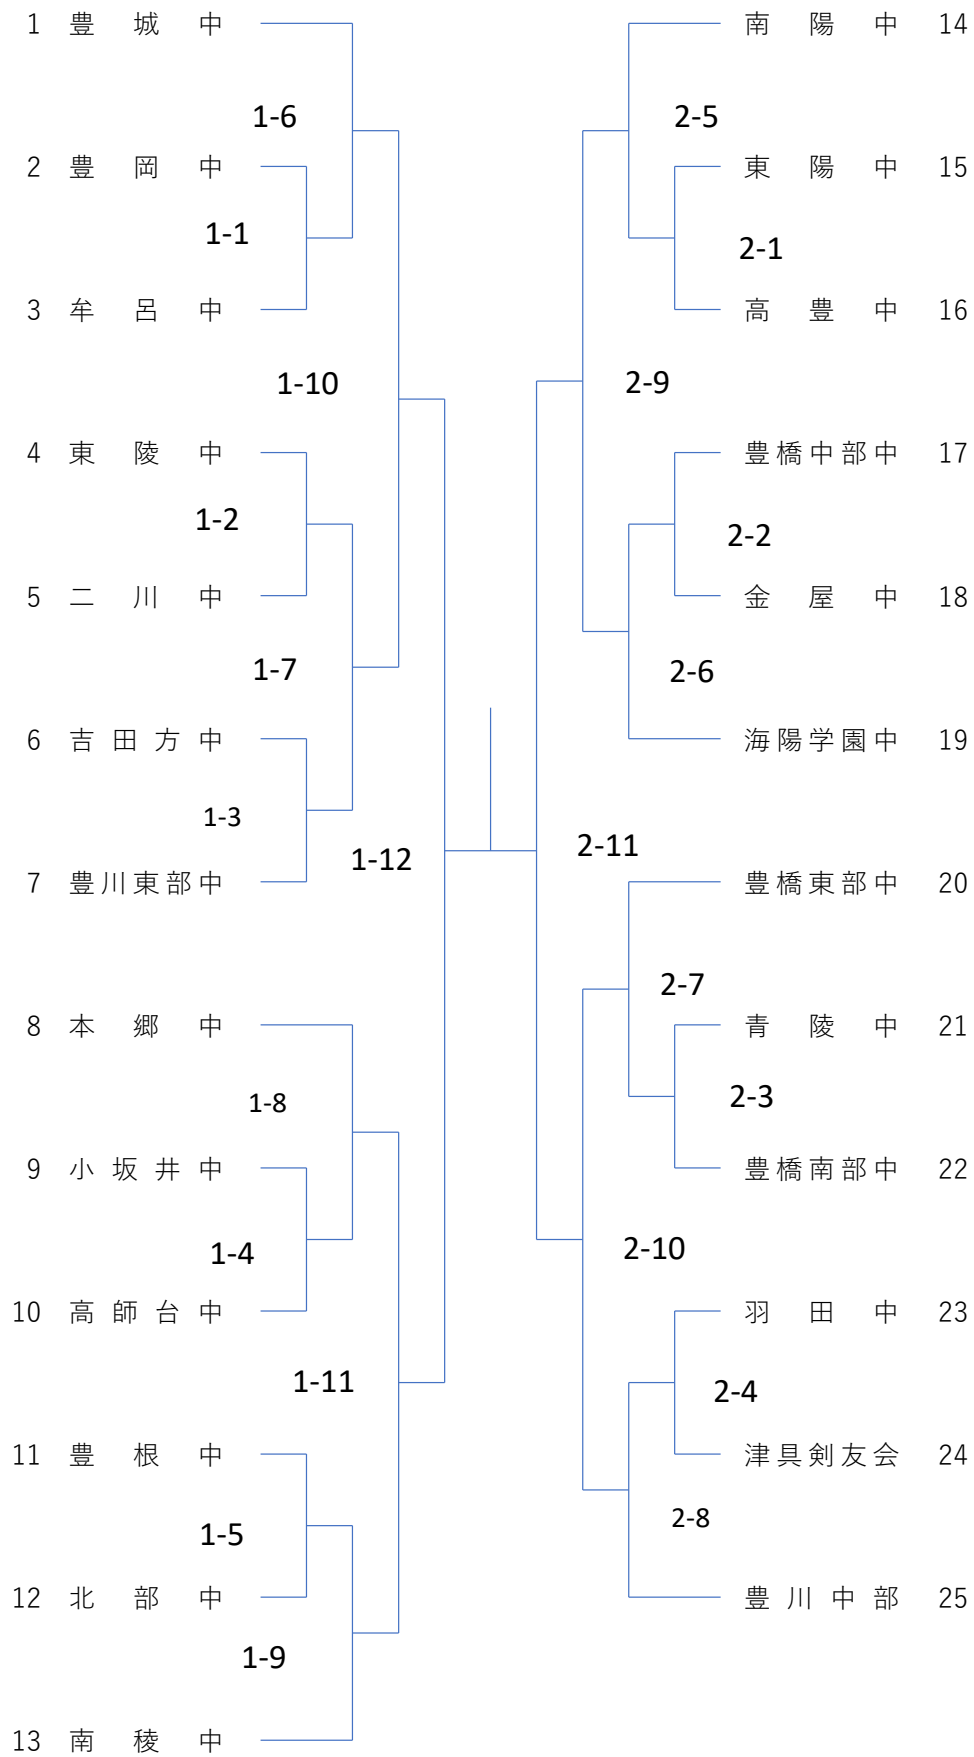 1 豊城中
南陽中 14
1-6
2-5
2 豊岡中
東陽中 15
1-1
2-1
3 牟呂中
高豊中 16
1-10
2-9
4 東陵中
豊橋中部中 17
1-2
2-2
5 二川中
金屋中 18
1-7
2-6
6 吉田方中
海陽学園中 19
1-3
1-12
2-11
7 豊川東部中
豊橋東部中 20
2-7
8 本郷中
青陵中 21
1-8
2-3
9 小坂井中
豊橋南部中 22
1-4
2-10
10 高師台中
羽田中 23
1-11
2-4
11 豊根中
津具剣友会 24
1-5
2-8
12 北部中
豊川中部 25
1-9
13 南稜中